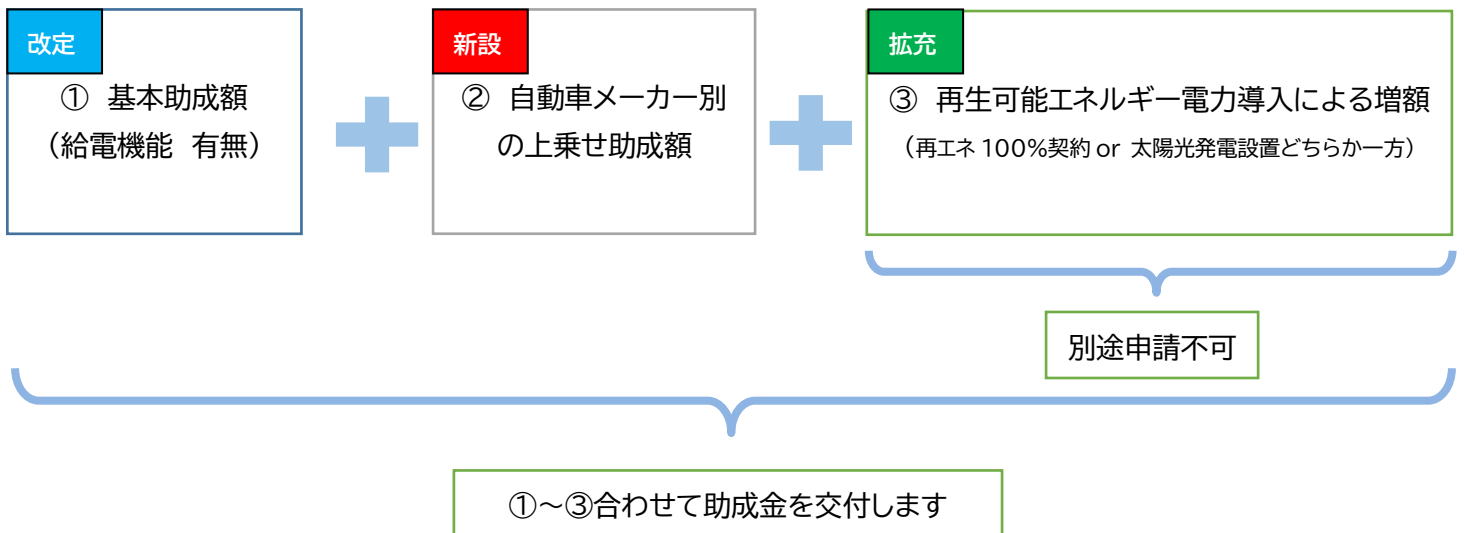 改定
① 基本助成額
（給電機能 有無）
新設
② 自動車メーカー別
の上乗せ助成額
拡充
③ 再生可能エネルギー電力導入による増額
（再エネ 100%契約 or 太陽光発電設置どちらか一方）
別途申請不可
①～③合わせて助成金を交付します